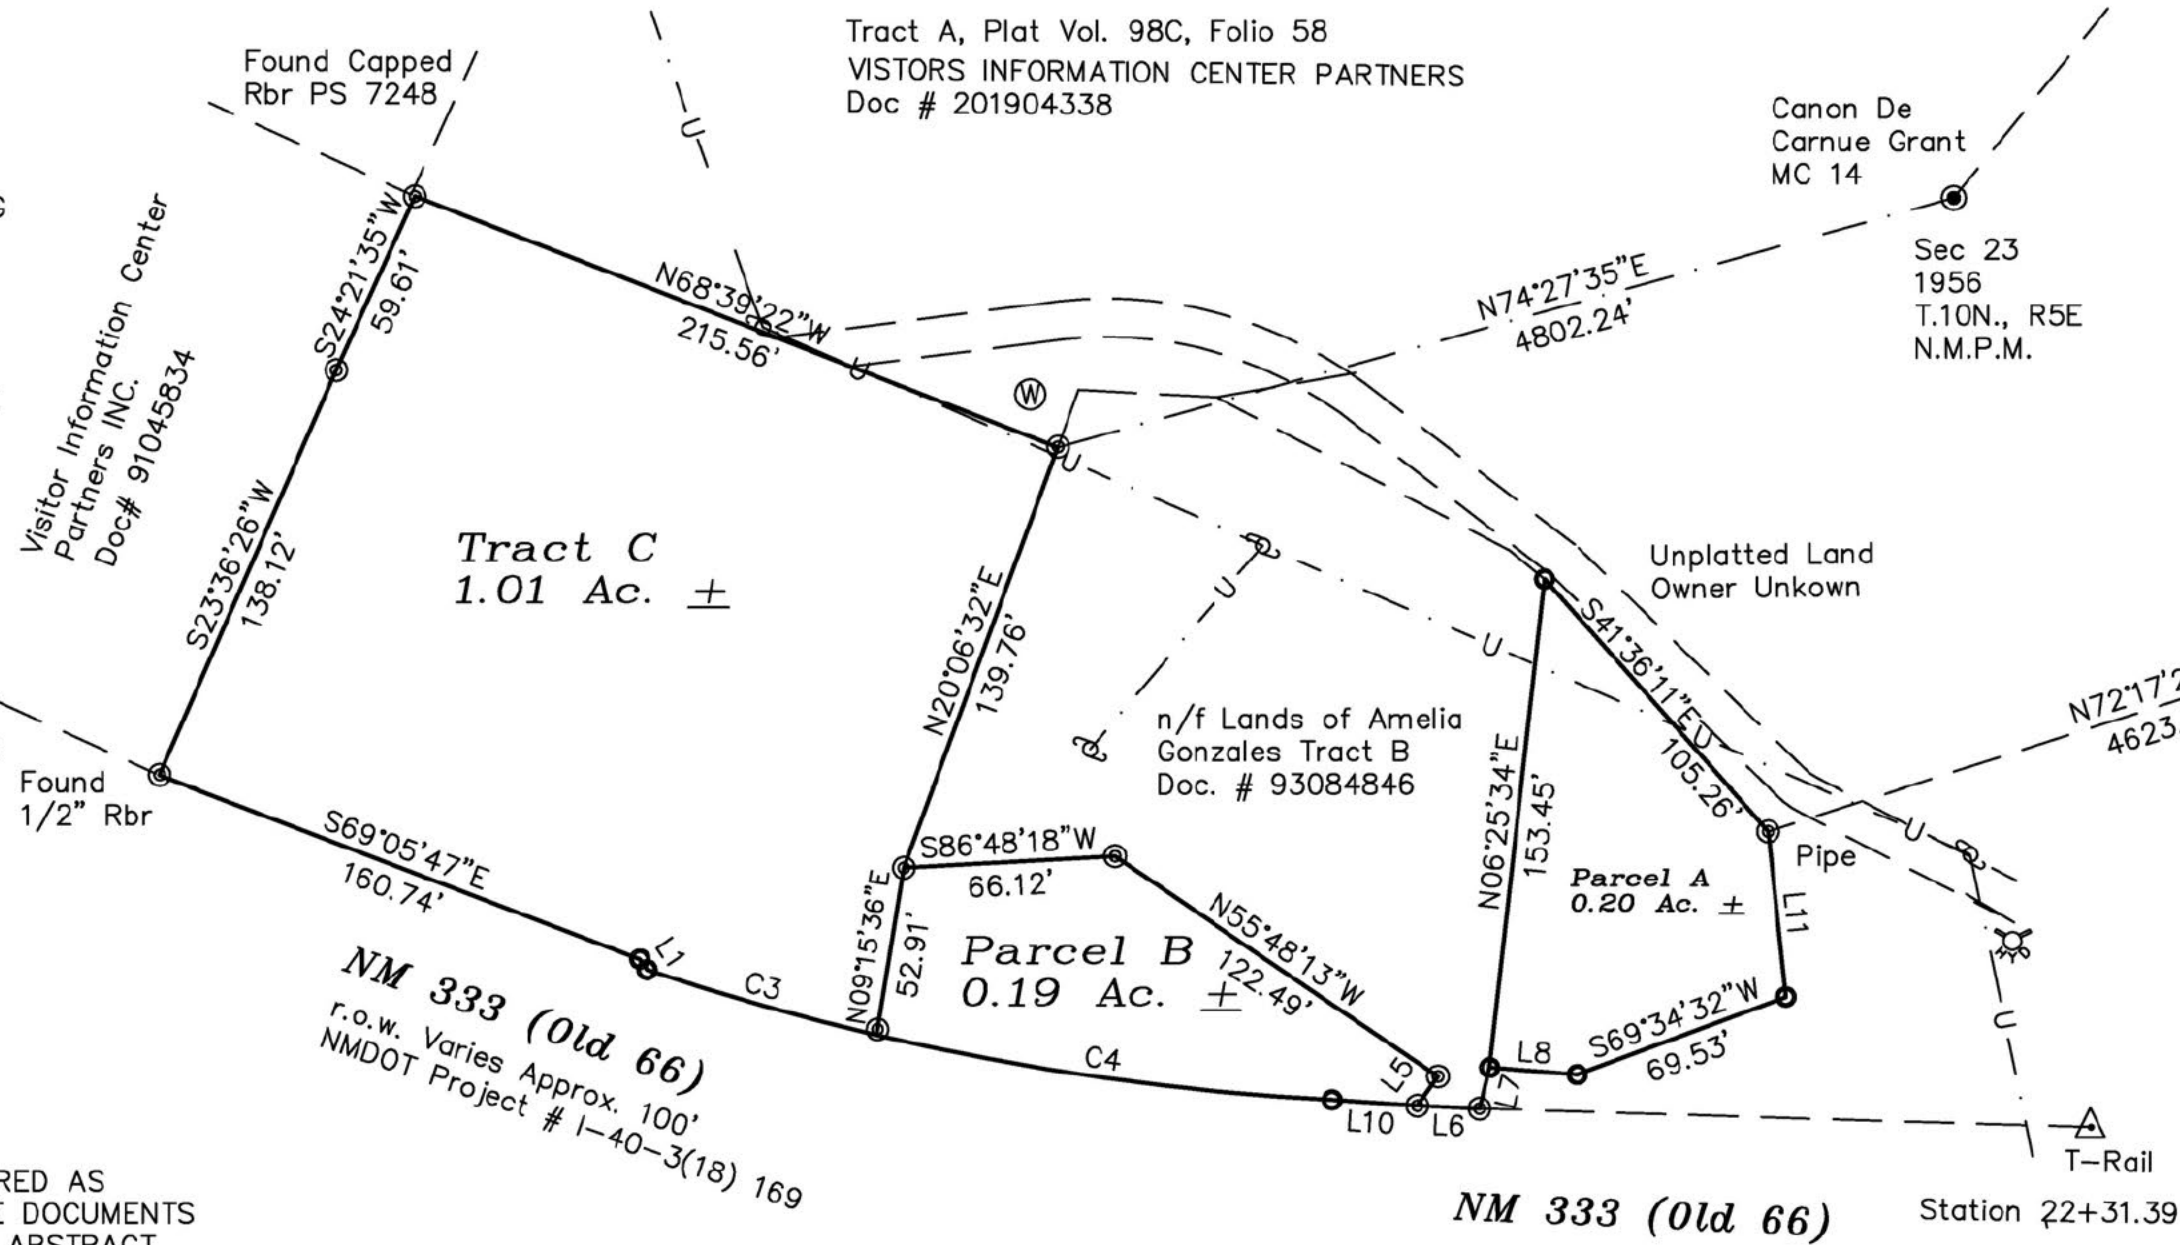 Tract A, Plat Vol. 98C, Folio 58
VISTORS INFORMATION CENTER PARTNERS
Doc # 201904338
Found Capped
Rbr PS 7248
Canon De
Carnue Grant
MC 14
Sec 23
1956
T.10N., R5E
N.M.P.M.
Visitor Information Center
Partners INC.
Doc# 91045834
S24°21'35"W
59.61'
N68°39'22"W
215.56'
U
U
W
U
N74°27'35"E
4802.24'
S23°36'26"W
138.12'
Tract C
1.01 Ac. ±
N20°06'32"E
139.76'
U
U
Unplatted Land
Owner Unkown
S41°36'11"E
105.26'
U
N72°17'2
4623.
n/f Lands of Amelia
Gonzales Tract B
Doc. # 93084846
N06°25'34"E
153.45'
Found
1/2" Rbr
S69°05'47"E
160.74'
S86°48'18"W
66.12'
U
Pipe
Parcel A
0.20 Ac. ±
L11
N09°15'36"E
52.91'
Parcel B
0.19 Ac. ±
N55°48'13"W
122.49'
L1
C3
C4
L5
L10
L6
L7
L8
S69°34'32"W
69.53'
U
NM 333 (Old 66)
r.o.w. Varies Approx. 100'
NMDOT Project # I-40-3(18) 169
T-Rail
NM 333 (Old 66)
Station 22+31.39
RED AS
DOCUMENTS
ABSTRACT